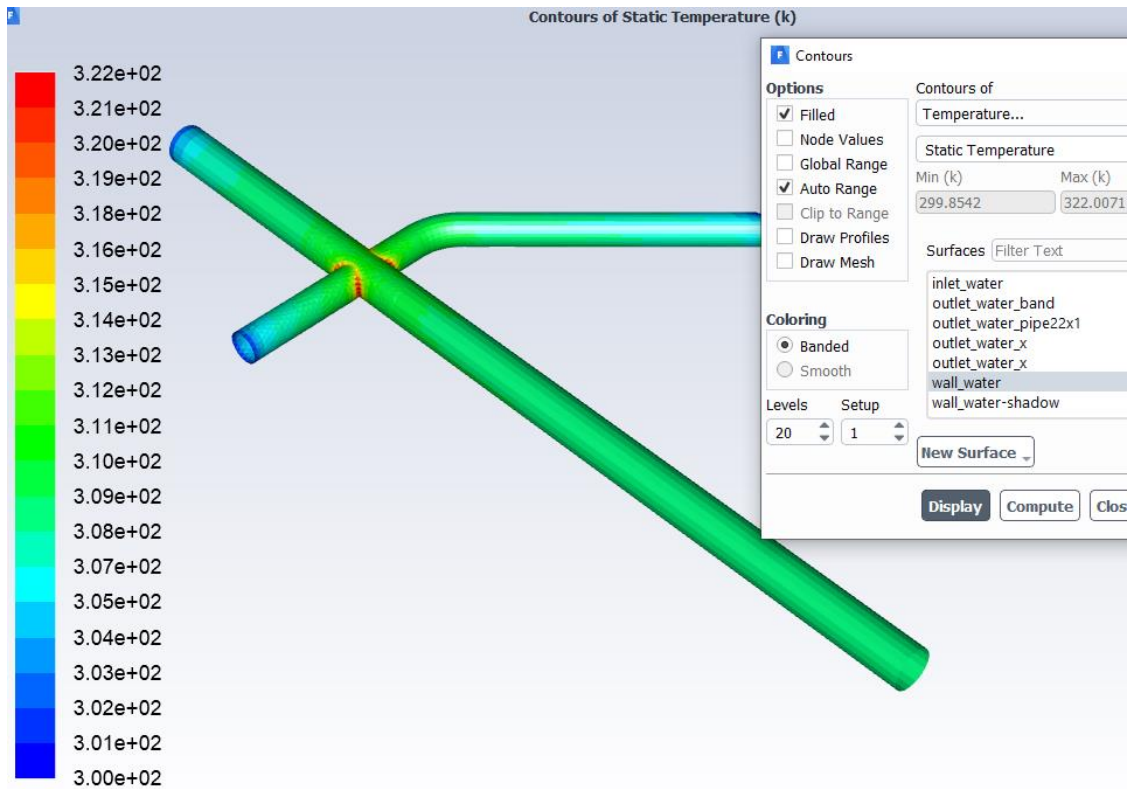 Contours of Static Temperature (k)
3.22e+02
3.21e+02
3.20e+02
3.19e+02
3.18e+02
3.16e+02
3.15e+02
3.14e+02
3.13e+02
3.12e+02
3.11e+02
3.10e+02
3.09e+02
3.08e+02
3.07e+02
3.05e+02
3.04e+02
3.03e+02
3.02e+02
3.01e+02
3.00e+02
F Contours
Options
Filled
Node Values
Global Range
Auto Range
Clip to Range
Draw Profiles
Draw Mesh
Coloring
Banded
Smooth
Levels Setup
20 1
Contours of
Temperature...
Static Temperature
Min (k) Max (k)
299.8542 322.0071
Surfaces Filter Text
inlet_water
outlet_water_band
outlet_water_pipe22x1
outlet_water_x
outlet_water_x
wall_water
wall_water-shadow
New Surface
Display Compute Clos